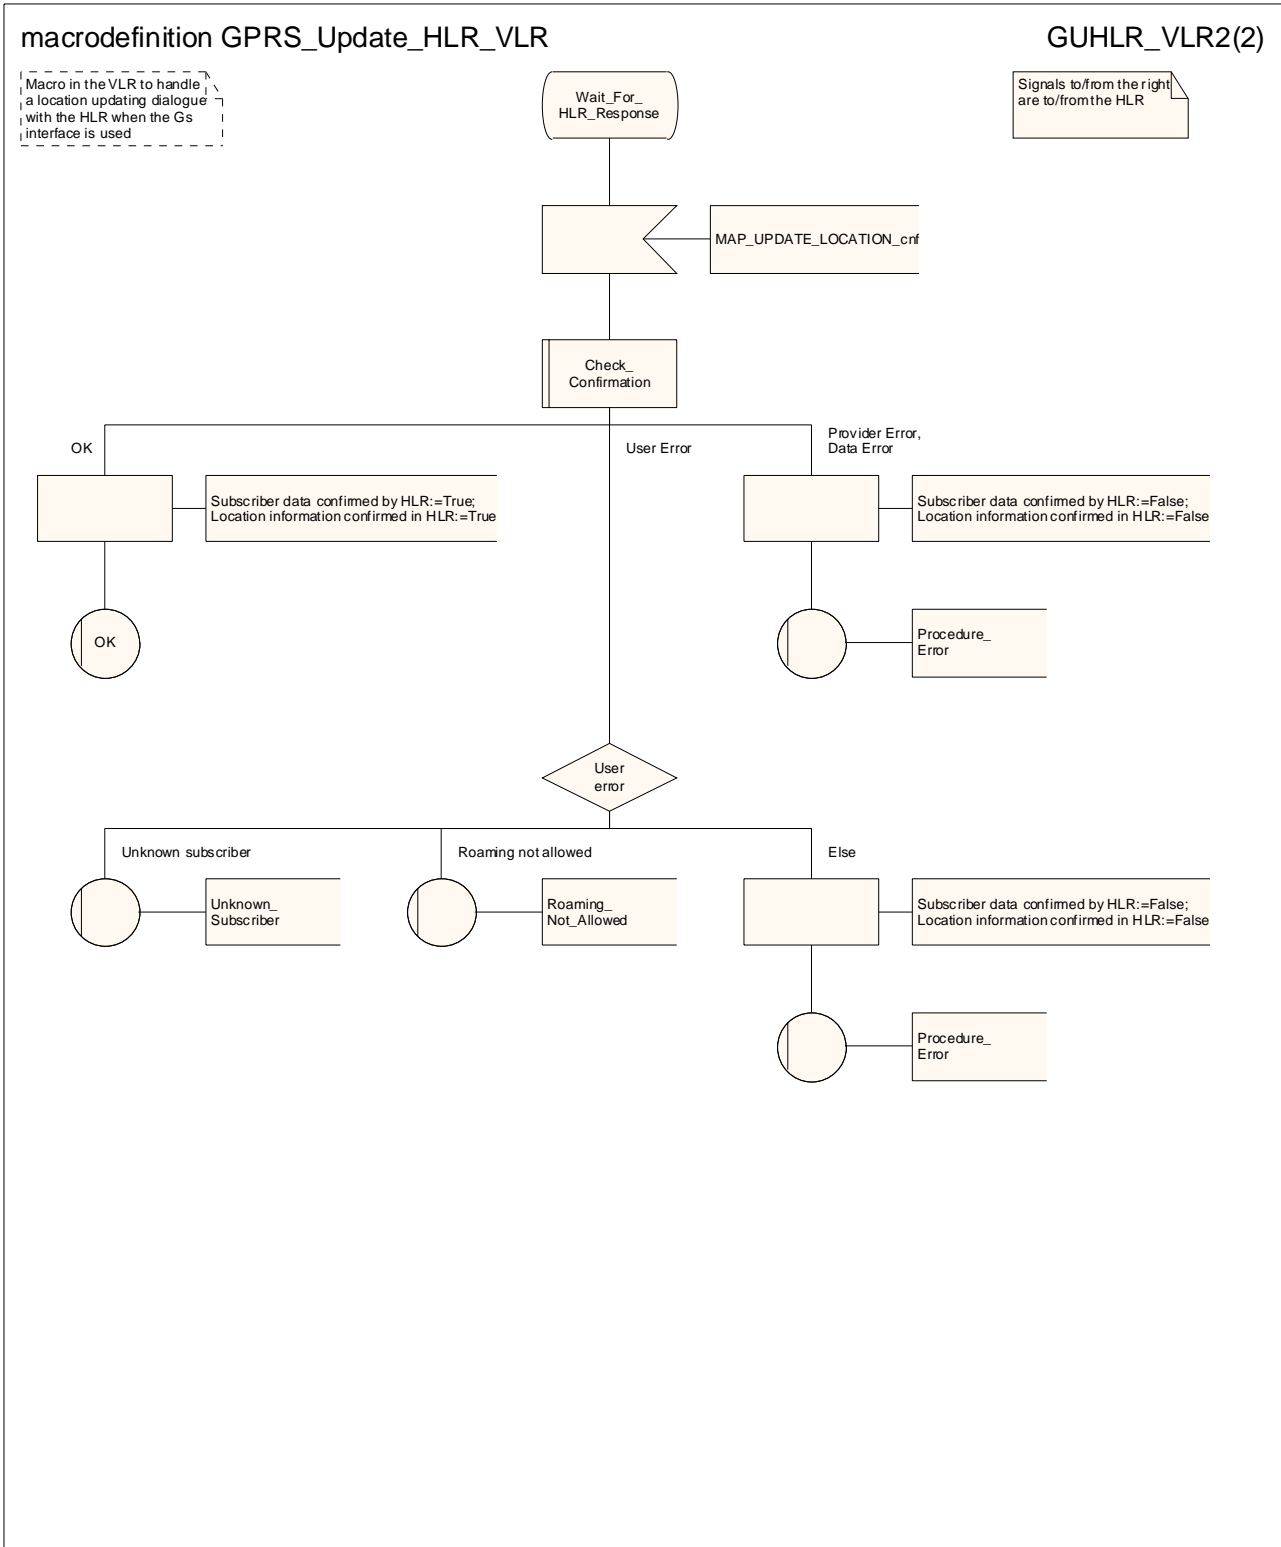 macrodefinition GPRS_Update_HLR_VLR
GUHLR_VLR2(2)
Macro in the VLR to handle
a location updating dialogue
with the HLR when the Gs
interface is used
Wait_For_
HLR_Response
Signals to/from the right
are to/from the HLR
MAP_UPDATE_LOCATION_cnf
Check_
Confirmation
OK
User Error
Provider Error,
Data Error
Subscriber data confirmed by HLR:=True;
Location information confirmed in HLR:=True
Subscriber data confirmed by HLR:=False;
Location information confirmed in HLR:=False
OK
Procedure_
Error
User
error
Unknown subscriber
Roaming not allowed
Else
Unknown_
Subscriber
Roaming_
Not_Allowed
Subscriber data confirmed by HLR:=False;
Location information confirmed in HLR:=False
Procedure_
Error